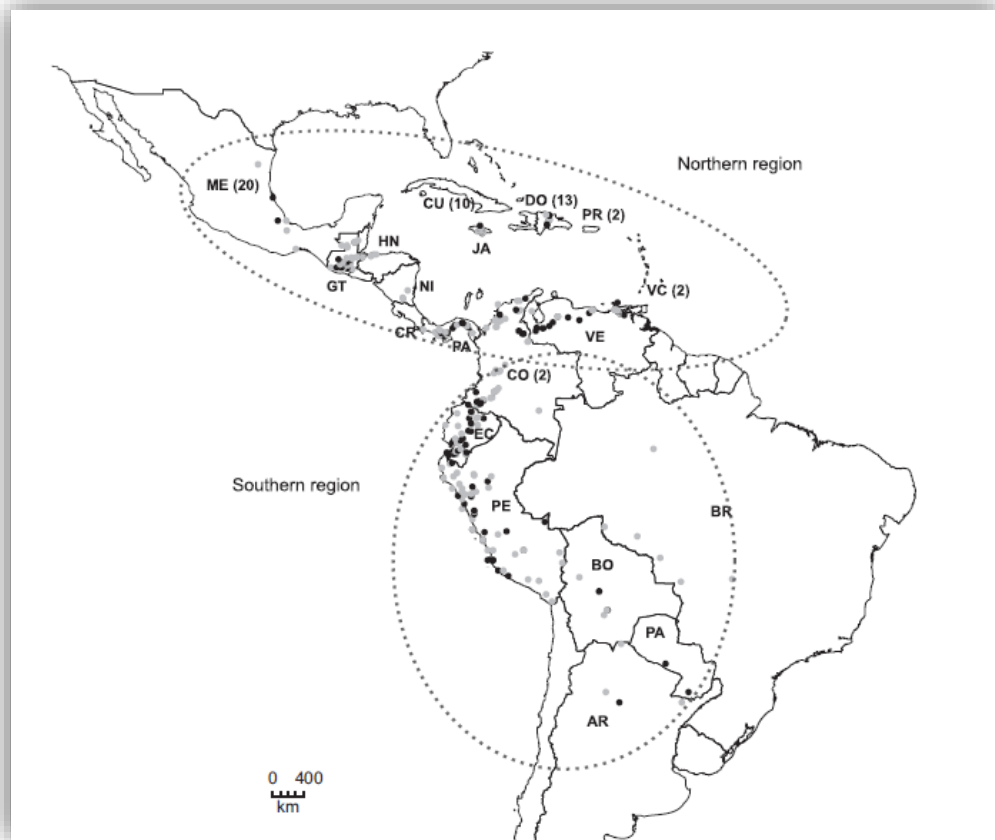 Northern region
ME (20)
CU (10)
DO (13)
PR (2)
JA
HN
GT
NI
VC (2)
CR
PA
VE
CO (2)
EC
Southern region
PE
BR
BO
PA
AR
0 400
km